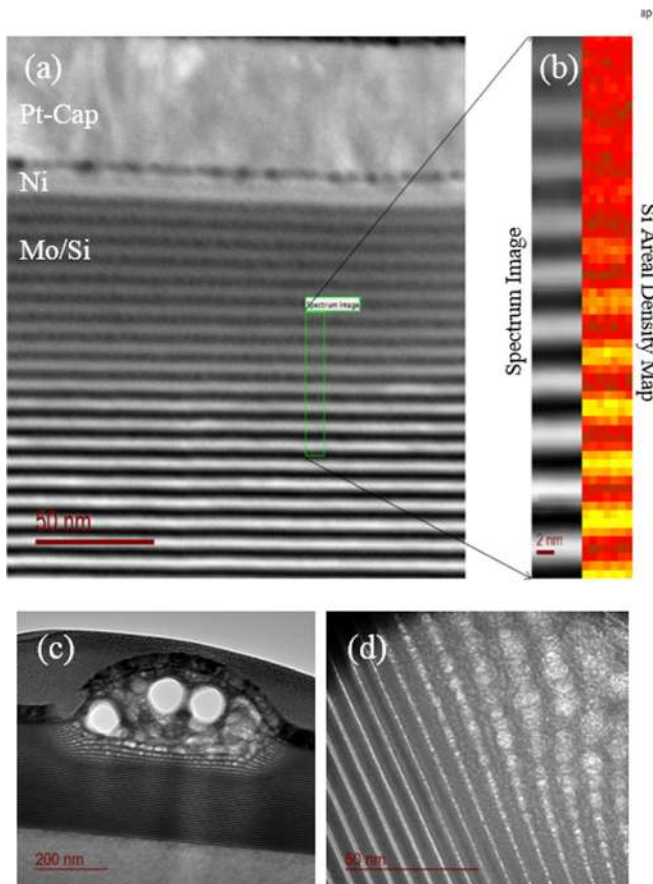 ap
(a)
(b)
Pt-Cap
Ni
Mo/Si
Spectrum Image
Spectrum Image
Si Areal Density Map
50 nm
2 nm
(c)
(d)
200 nm
50 nm